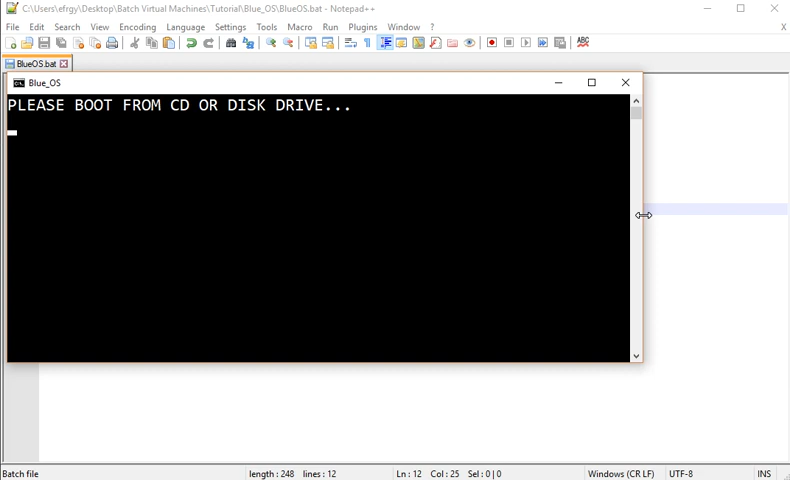 C:\Users\efrgy\Desktop\Batch Virtual Machines\Tutorial\Blue_OS\BlueOS.bat - Notepad++
File Edit Search View Encoding Language Settings Tools Macro Run Plugins Window ? X
ABC
BlueOS.bat
C:\ Blue_OS
PLEASE BOOT FROM CD OR DISK DRIVE...
Batch file length : 248 lines : 12 Ln : 12 Col : 25 Sel : 0 | 0 Windows (CR LF) UTF-8 INS